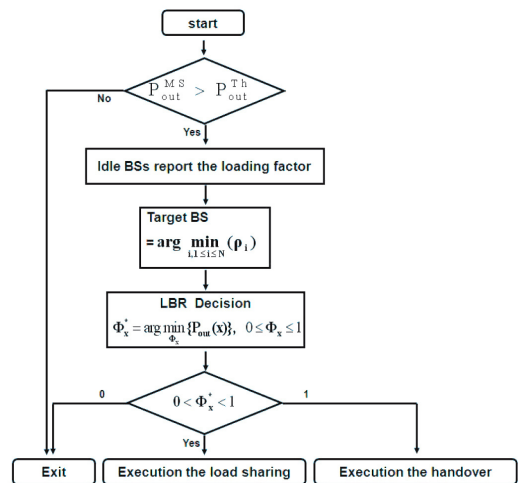 start
P_out^MS > P_out^Th
No
Yes
Idle BSs report the loading factor
Target BS
= arg min_{i,1≤i≤N} (ρ_i)
LBR Decision
Φ_x^* = arg min_{Φ_x} {P_out(x)}, 0 ≤ Φ_x ≤ 1
0
0 < Φ_x^* < 1
1
Yes
Exit
Execution the load sharing
Execution the handover